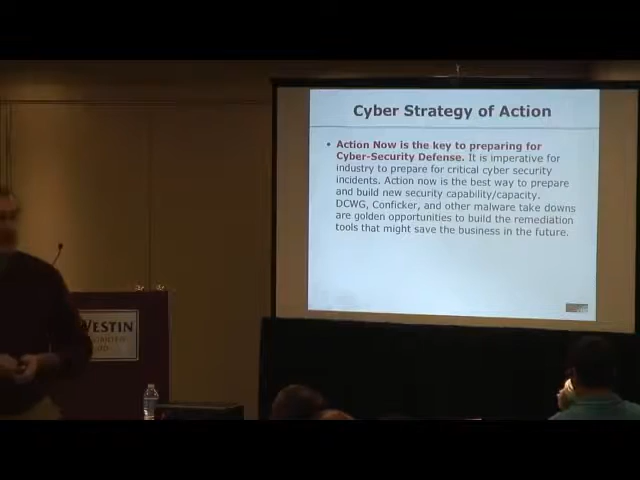 Cyber Strategy of Action
• Action Now is the key to preparing for
Cyber-Security Defense. It is imperative for
industry to prepare for critical cyber security
incidents. Action now is the best way to prepare
and build new security capability/capacity.
DCWG, Conficker, and other malware take downs
are golden opportunities to build the remediation
tools that might save the business in the future.
WESTIN